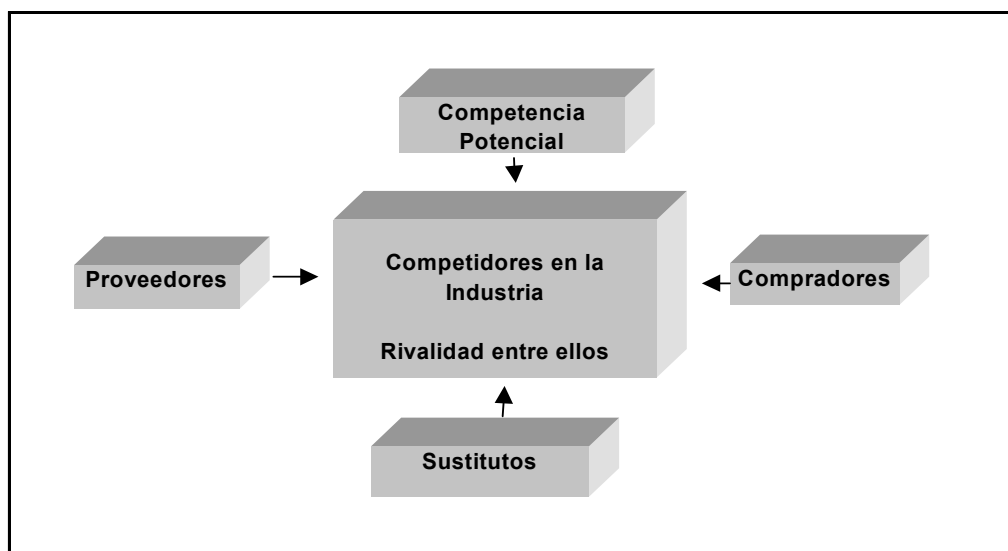 Competencia
Potencial
Proveedores
Competidores en la
Industria
Rivalidad entre ellos
Compradores
Sustitutos